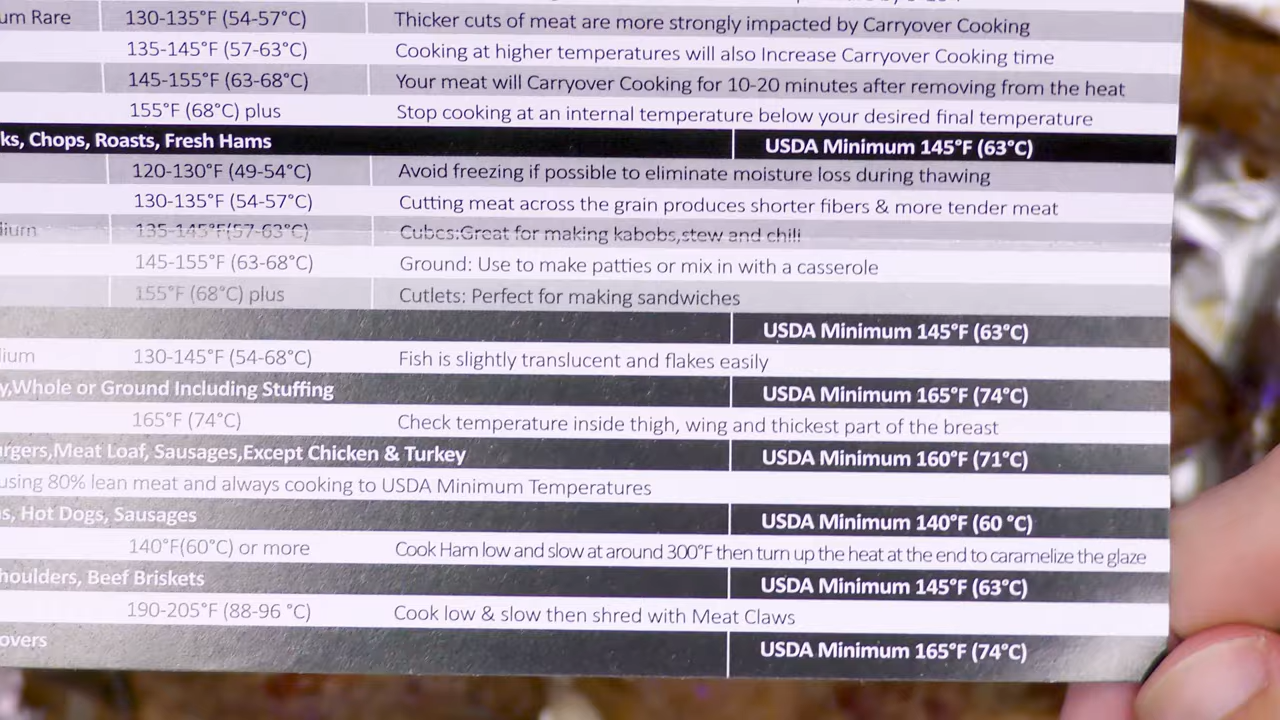 um Rare 130-135°F (54-57°C) Thicker cuts of meat are more strongly impacted by Carryover Cooking
135-145°F (57-63°C) Cooking at higher temperatures will also Increase Carryover Cooking time
145-155°F (63-68°C) Your meat will Carryover Cooking for 10-20 minutes after removing from the heat
155°F (68°C) plus Stop cooking at an internal temperature below your desired final temperature
ks, Chops, Roasts, Fresh Hams USDA Minimum 145°F (63°C)
120-130°F (49-54°C) Avoid freezing if possible to eliminate moisture loss during thawing
130-135°F (54-57°C) Cutting meat across the grain produces shorter fibers & more tender meat
dium 135-145°F(57-63°C) Cubes:Great for making kabobs,stew and chili
145-155°F (63-68°C) Ground: Use to make patties or mix in with a casserole
155°F (68°C) plus Cutlets: Perfect for making sandwiches
USDA Minimum 145°F (63°C)
lium 130-145°F (54-68°C) Fish is slightly translucent and flakes easily
y,Whole or Ground Including Stuffing USDA Minimum 165°F (74°C)
165°F (74°C) Check temperature inside thigh, wing and thickest part of the breast
rgers,Meat Loaf, Sausages,Except Chicken & Turkey USDA Minimum 160°F (71°C)
using 80% lean meat and always cooking to USDA Minimum Temperatures
s, Hot Dogs, Sausages USDA Minimum 140°F (60 °C)
140°F(60°C) or more Cook Ham low and slow at around 300°F then turn up the heat at the end to caramelize the glaze
houlders, Beef Briskets USDA Minimum 145°F (63°C)
190-205°F (88-96 °C) Cook low & slow then shred with Meat Claws
overs USDA Minimum 165°F (74°C)